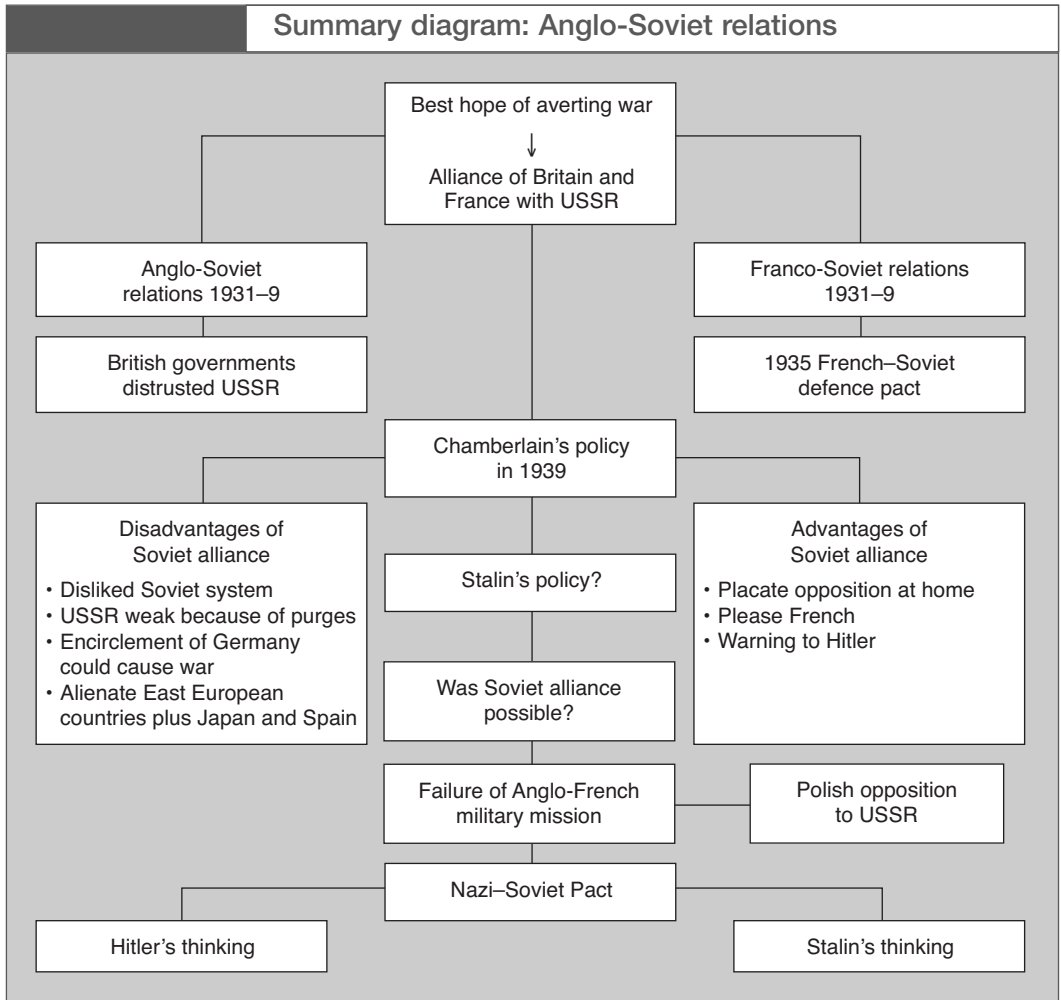 Summary diagram: Anglo-Soviet relations
Best hope of averting war
↓
Alliance of Britain and
France with USSR
Anglo-Soviet
relations 1931–9
Franco-Soviet relations
1931–9
British governments
distrusted USSR
1935 French–Soviet
defence pact
Chamberlain's policy
in 1939
Disadvantages of
Soviet alliance
• Disliked Soviet system
• USSR weak because of purges
• Encirclement of Germany
could cause war
• Alienate East European
countries plus Japan and Spain
Stalin's policy?
Advantages of
Soviet alliance
• Placate opposition at home
• Please French
• Warning to Hitler
Was Soviet alliance
possible?
Failure of Anglo-French
military mission
Polish opposition
to USSR
Nazi–Soviet Pact
Hitler's thinking
Stalin's thinking